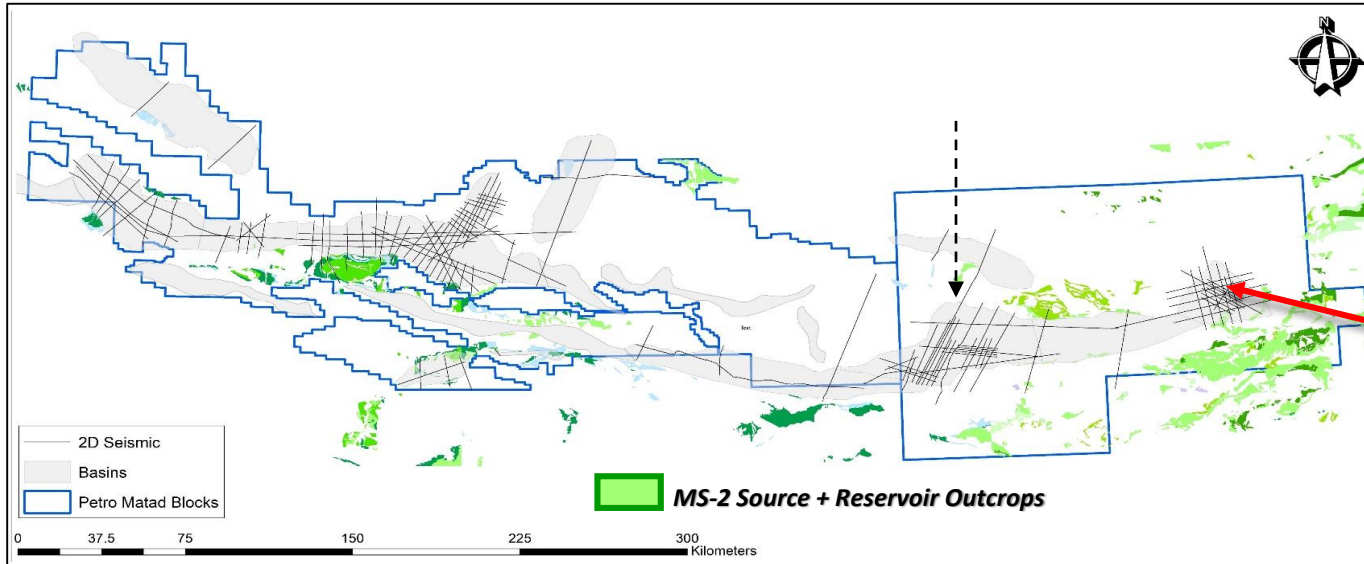 N
Text
2D Seismic
Basins
Petro Matad Blocks
MS-2 Source + Reservoir Outcrops
0 37.5 75 150 225 300
Kilometers